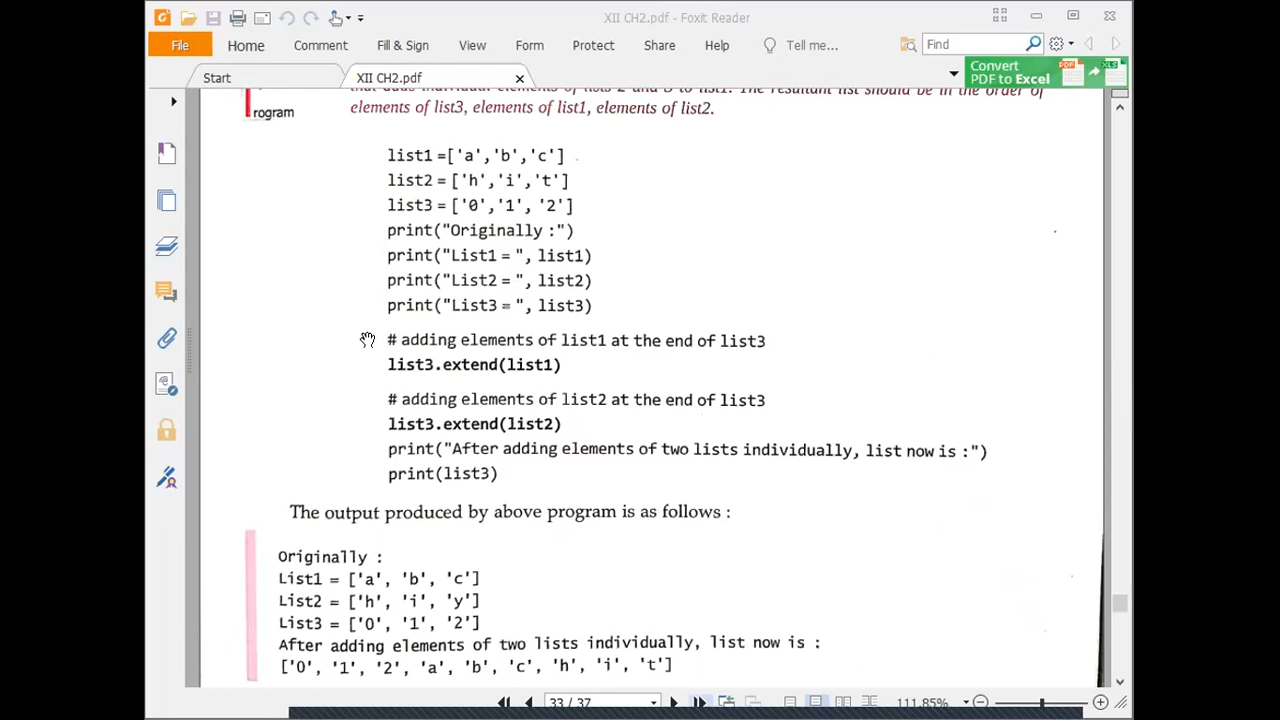 XII CH2.pdf - Foxit Reader
File Home Comment Fill & Sign View Form Protect Share Help Tell me... Find
Start XII CH2.pdf
Convert PDF to Excel
elements of list3, elements of list1, elements of list2.
rogram
list1 =['a','b','c']
list2 = ['h','i','t']
list3 = ['0','1', '2']
print("Originally :")
print("List1 = ", list1)
print("List2 = ", list2)
print("List3 = ", list3)
# adding elements of list1 at the end of list3
list3.extend(list1)
# adding elements of list2 at the end of list3
list3.extend(list2)
print("After adding elements of two lists individually, list now is :")
print(list3)
The output produced by above program is as follows :
Originally :
List1 = ['a', 'b', 'c']
List2 = ['h', 'i', 'y']
List3 = ['0', '1', '2']
After adding elements of two lists individually, list now is :
['0', '1', '2', 'a', 'b', 'c', 'h', 'i', 't']
33 / 37
111.85%